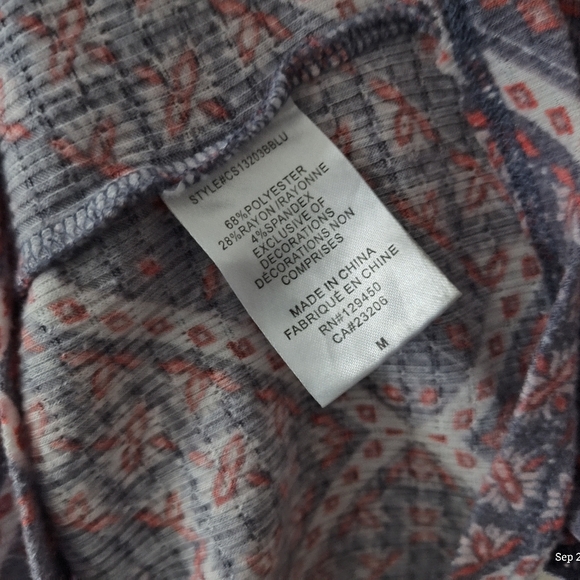 STYLE#CS13203BBLU
68%POLYESTER
28%RAYON/RAYONNE
4%SPANDEX
EXCLUSIVE OF
DECORATIONS
DECORATIONS NON
COMPRISES
MADE IN CHINA
FABRIQUÉ EN CHINE
RN#129450
CA#23206
M
Sep 2